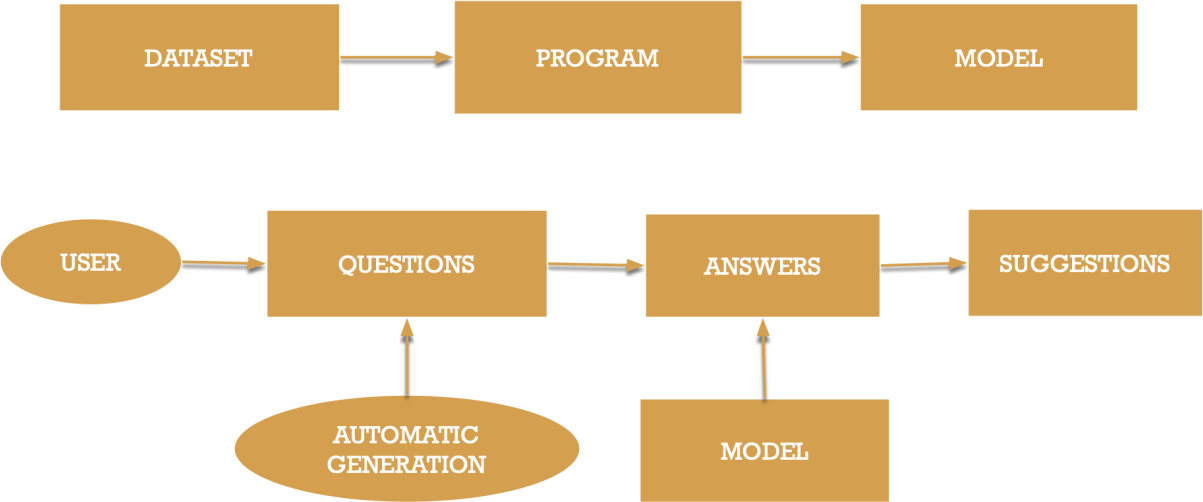 DATASET
PROGRAM
MODEL
USER
QUESTIONS
ANSWERS
SUGGESTIONS
AUTOMATIC
GENERATION
MODEL